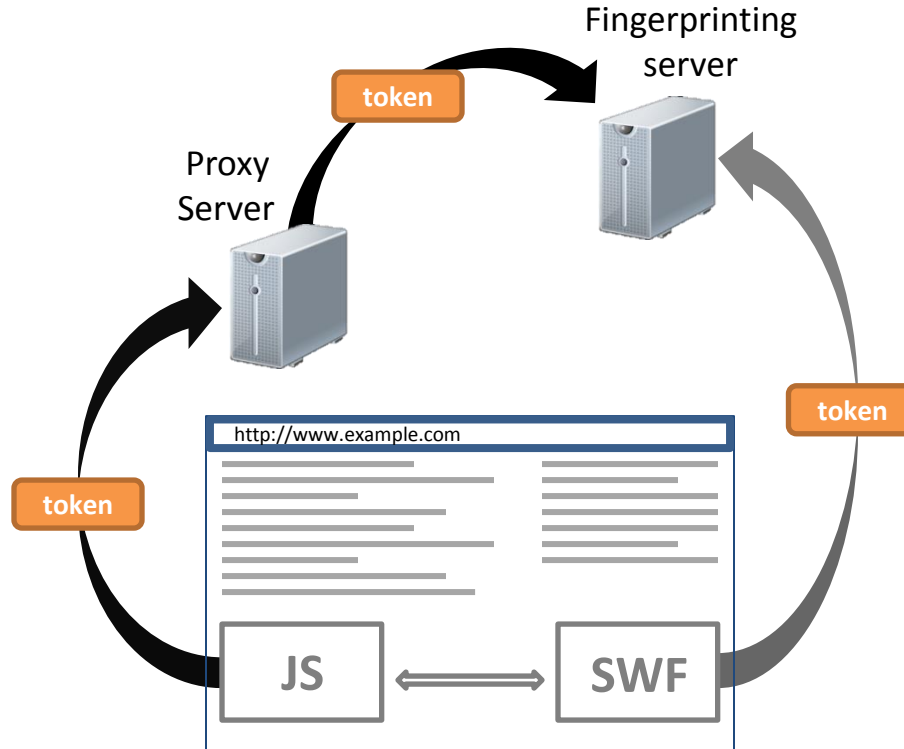 Fingerprinting
server
token
Proxy
Server
token
http://www.example.com
token
JS
SWF